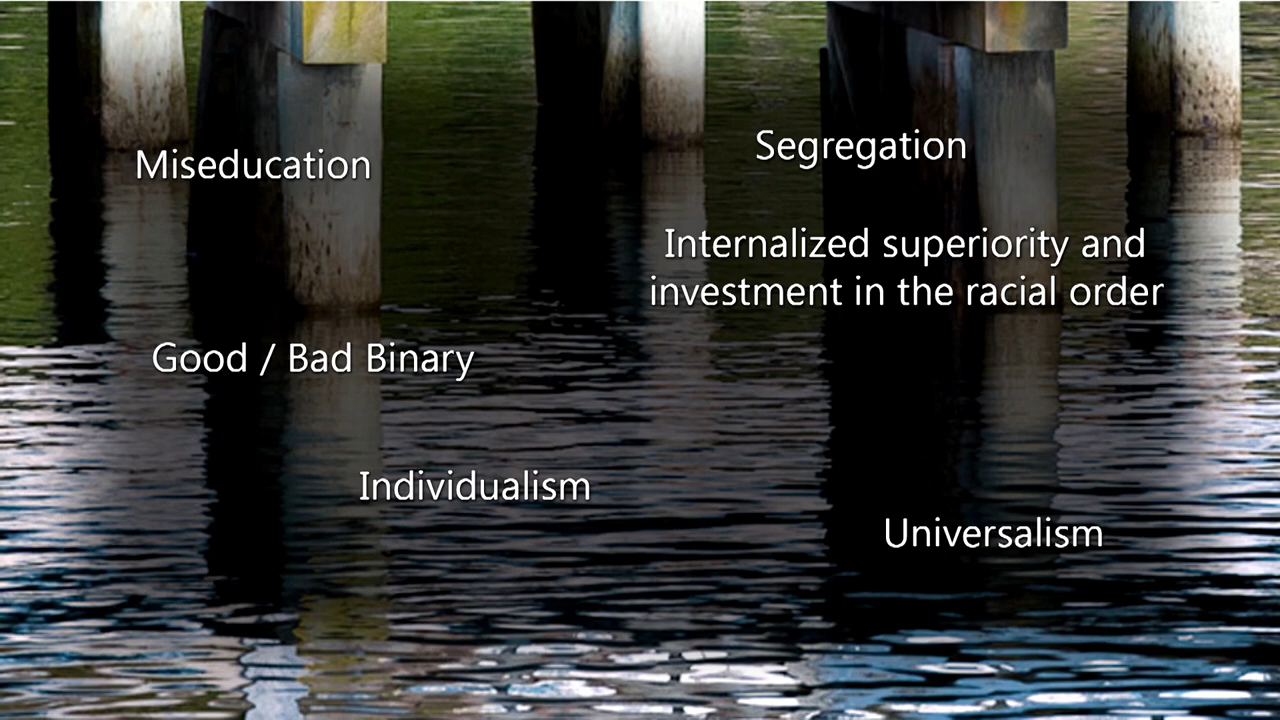 Miseducation
Segregation
Internalized superiority and
investment in the racial order
Good / Bad Binary
Individualism
Universalism